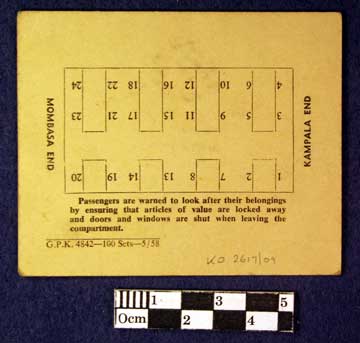 24 23 20
22 21 19
18 17 14
16 15 13
12 11 8
10 9 7
6 5 2
4 3 1
MOMBASA END
KAMPALA END
Passengers are warned to look after their belongings
by ensuring that articles of value are locked away
and doors and windows are shut when leaving the
compartment.
G.P.K. 4842—100 Sets—5/58
KO 2617/09
1 3 5
0cm 2 4